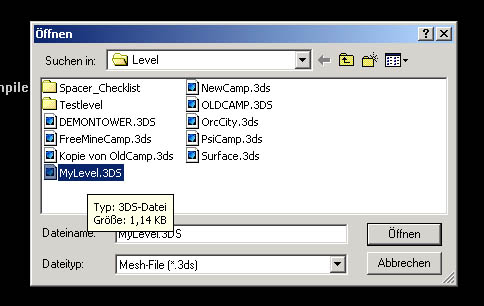 Öffnen
Suchen in:
Level
mpile
Spacer_Checklist
Testlevel
DEMONTOWER.3DS
FreeMineCamp.3ds
Kopie von OldCamp.3ds
MyLevel.3DS
NewCamp.3ds
OLDCAMP.3DS
OrcCity.3ds
PsiCamp.3ds
Surface.3ds
Typ: 3DS-Datei
Größe: 1,14 KB
Dateiname:
MyLevel.3DS
Öffnen
Dateityp:
Mesh-File (*.3ds)
Abbrechen